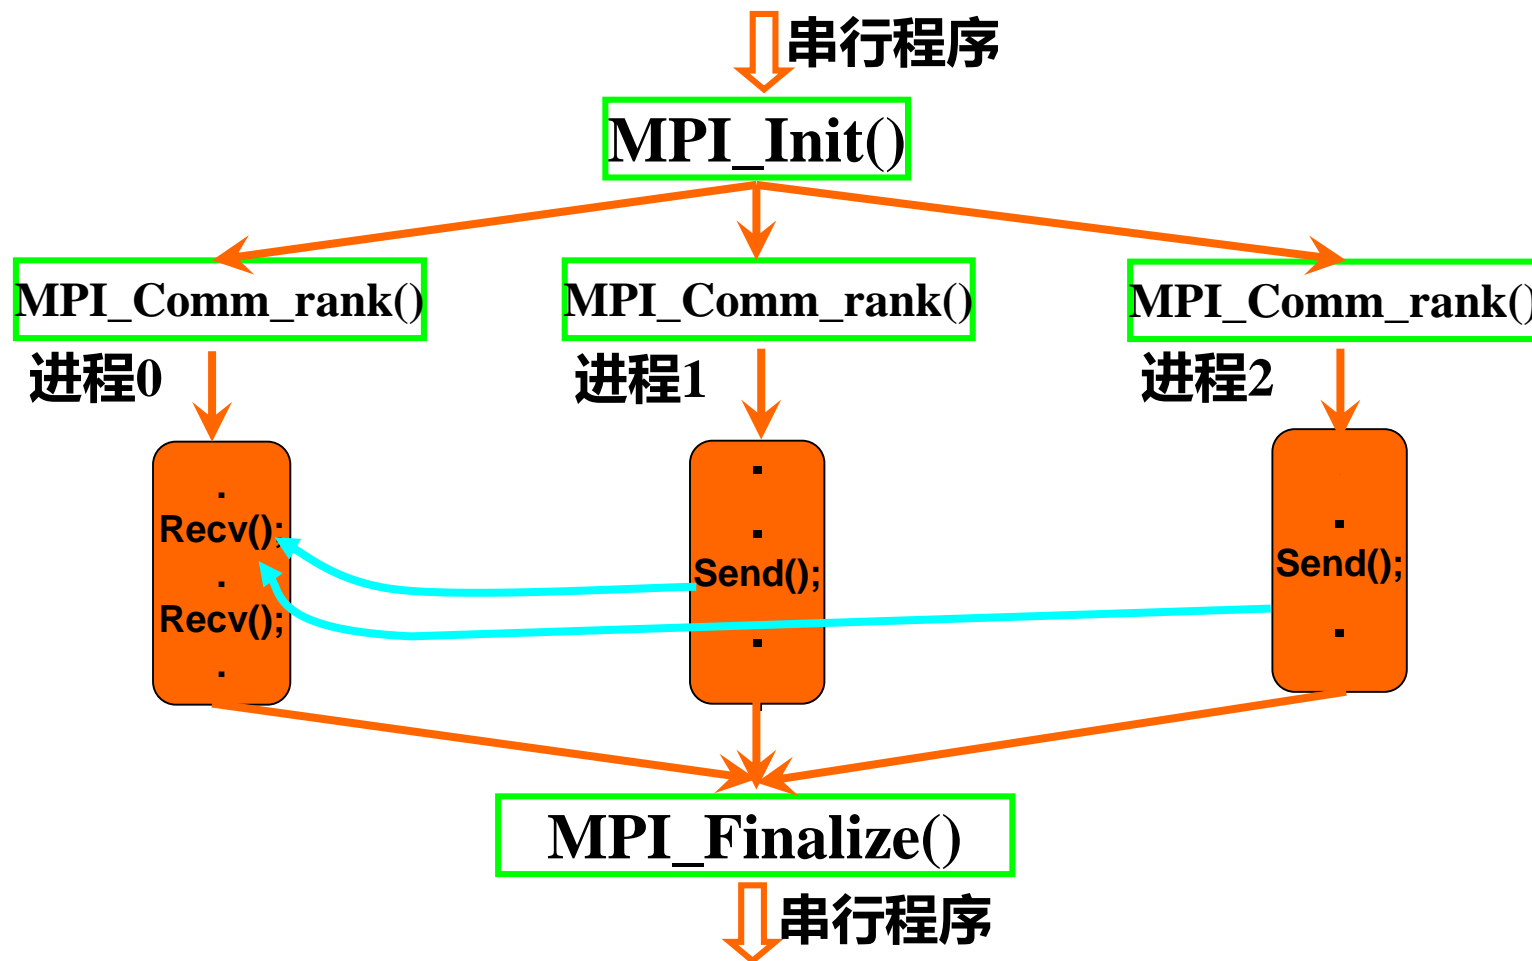 串行程序
MPI_Init()
MPI_Comm_rank()
MPI_Comm_rank()
MPI_Comm_rank()
进程0
进程1
进程2
.
Recv();
.
Recv();
.
.
.
Send();
.
.
Send();
.
MPI_Finalize()
串行程序